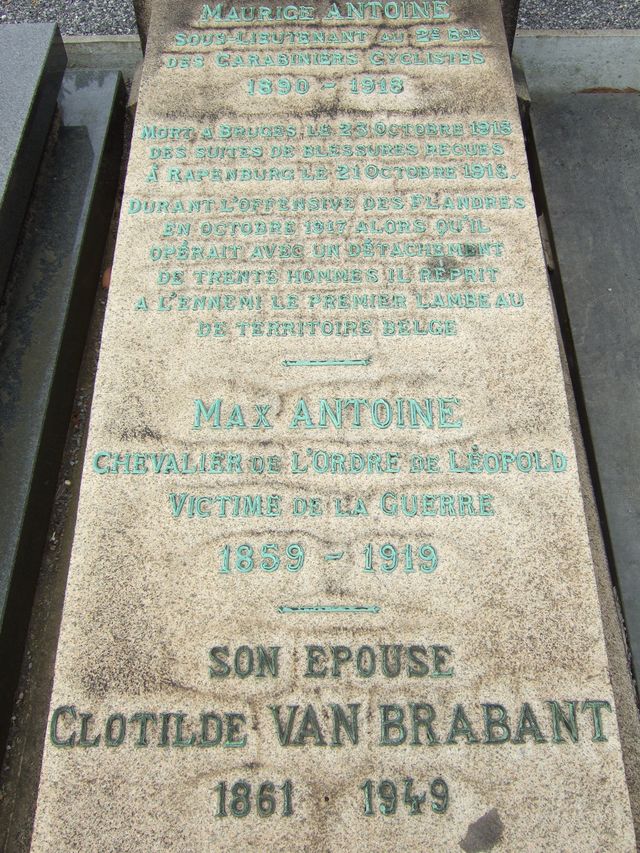 MAURICE ANTOINE
SOUS-LIEUTENANT AU 2E BON
DES CARABINIERS CYCLISTES
1890 - 1918
MORT A BRUGES, LE 23 OCTOBRE 1918
DES SUITES DE BLESSURES REÇUES
À RAPENBURG LE 21 OCTOBRE 1918.
DURANT L'OFFENSIVE DES FLANDRES
EN OCTOBRE 1917 ALORS QU'IL
OPÉRAIT AVEC UN DÉTACHEMENT
DE TRENTE HOMMES IL REPRIT
A L'ENNEMI LE PREMIER LAMBEAU
DE TERRITOIRE BELGE
MAX ANTOINE
CHEVALIER DE L'ORDRE DE LÉOPOLD
VICTIME DE LA GUERRE
1859 - 1919
SON EPOUSE
CLOTILDE VAN BRABANT
1861 - 1949